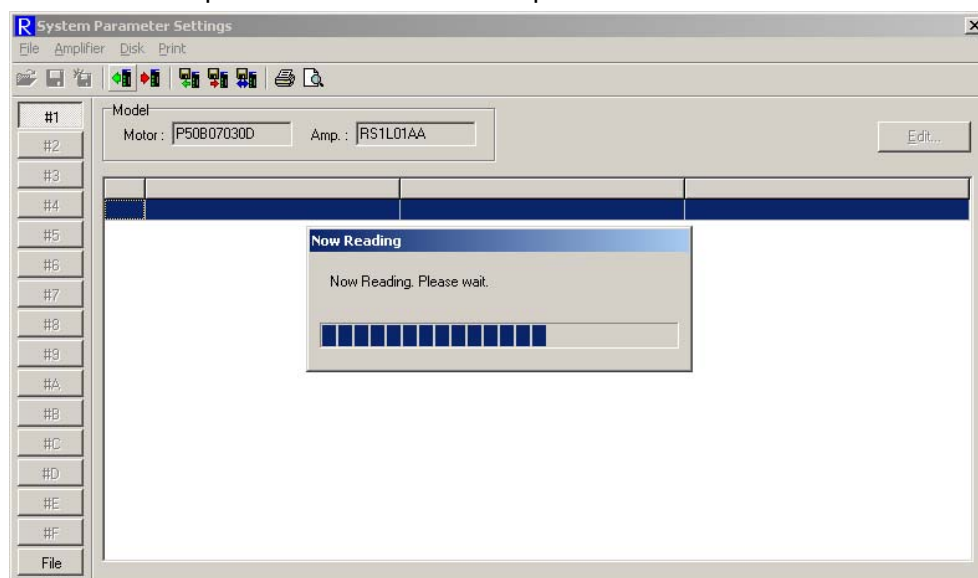 R System Parameter Settings
File Amplifier Disk Print
#1
Model
Motor : P50B07030D Amp. : RS1L01AA
Edit...
#2
#3
#4
#5
#6
#7
#8
#9
#A
#B
#C
#D
#E
#F
File
Now Reading
Now Reading. Please wait.